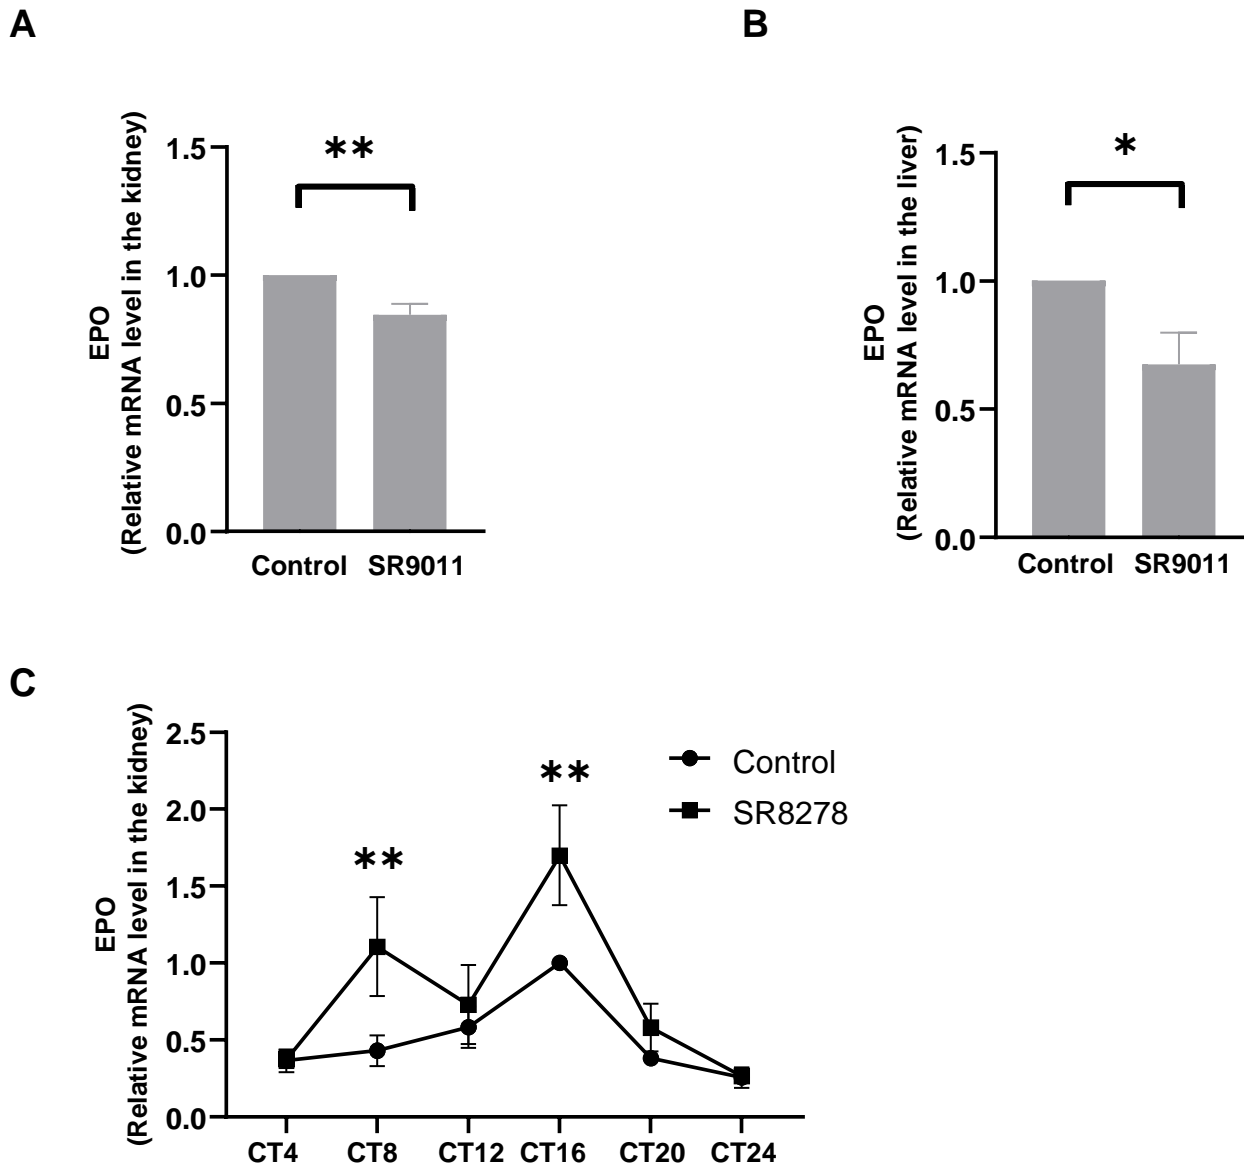 A
EPO
(Relative mRNA level in the kidney)
1.5
1.0
0.5
0.0
**
Control SR9011
B
EPO
(Relative mRNA level in the liver)
1.5
1.0
0.5
0.0
*
Control SR9011
C
EPO
(Relative mRNA level in the kidney)
2.5
2.0
1.5
1.0
0.5
0.0
**
**
Control
SR8278
CT4 CT8 CT12 CT16 CT20 CT24